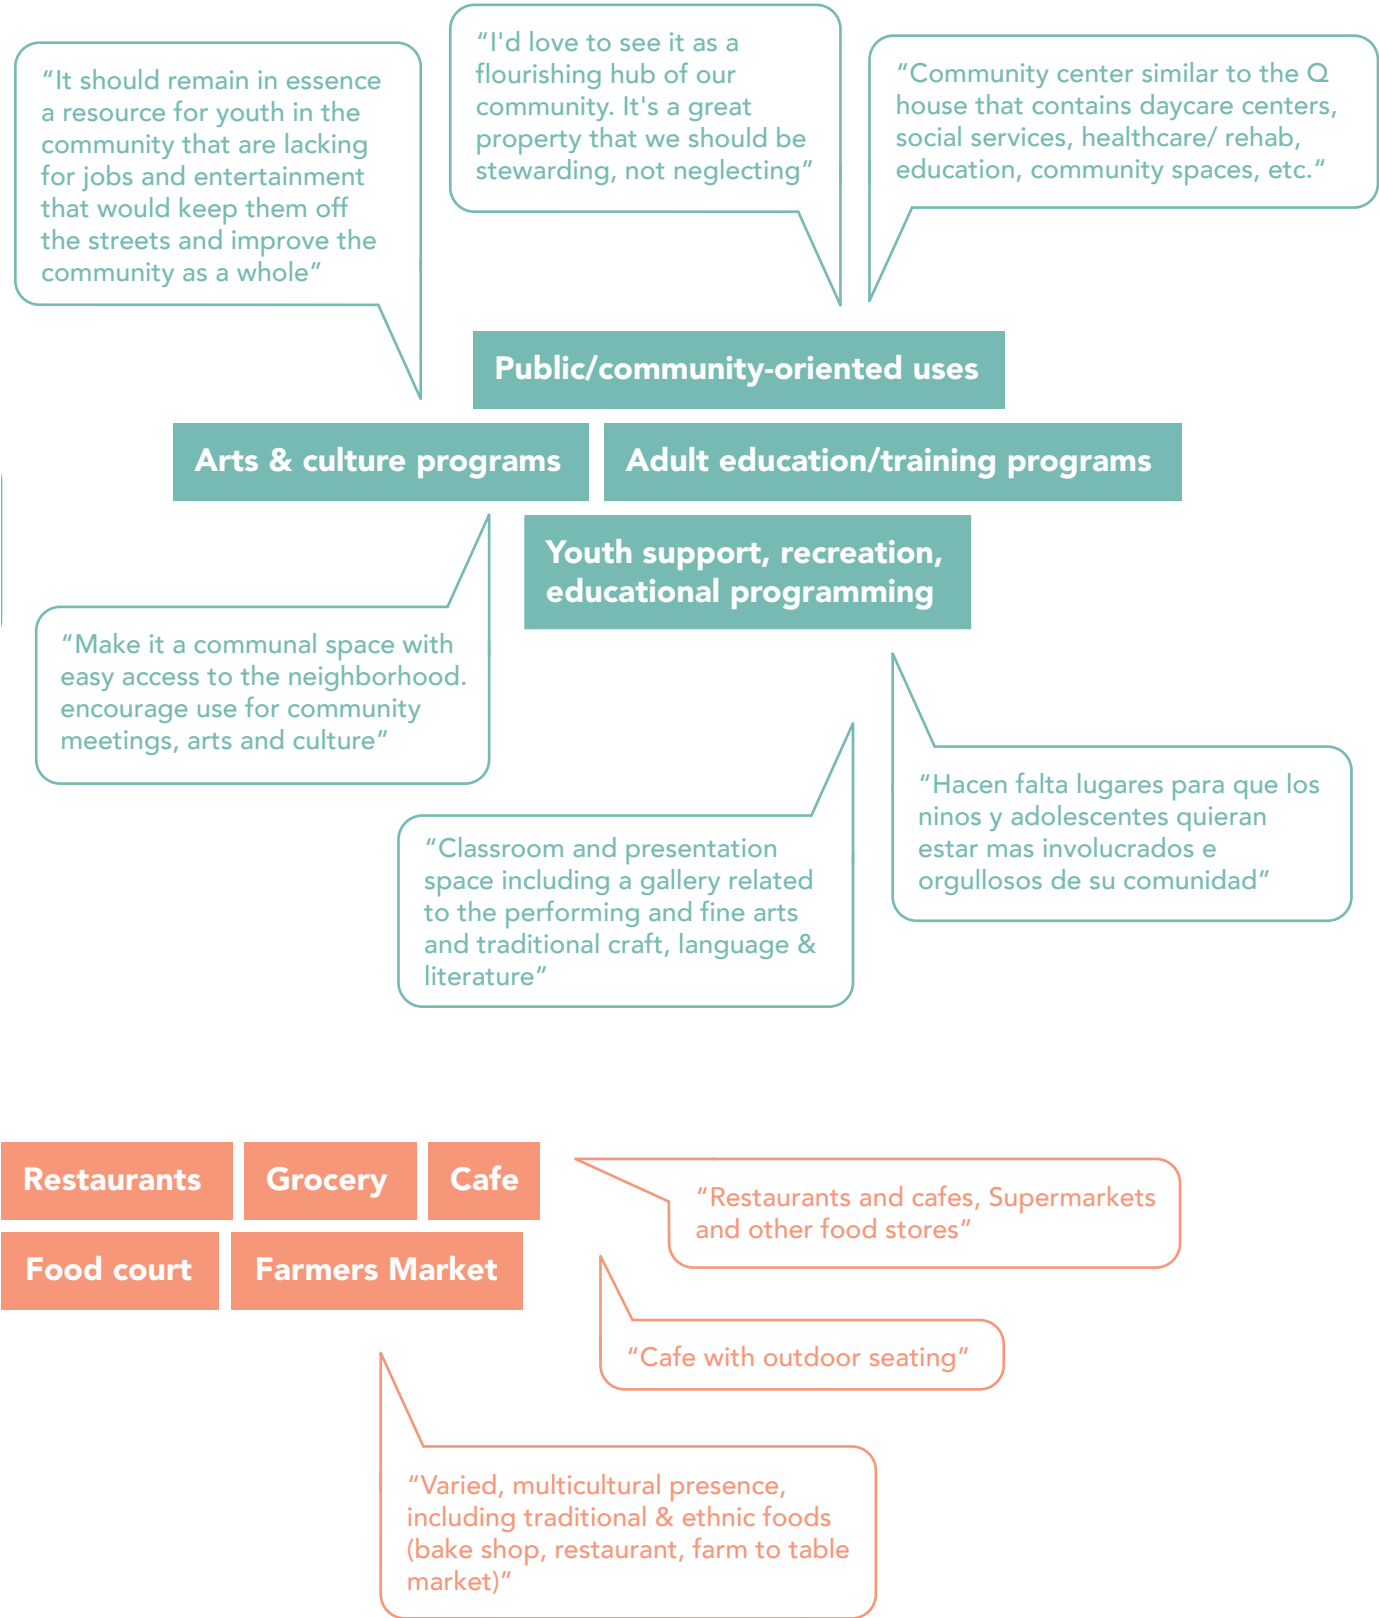 “It should remain in essence
a resource for youth in the
community that are lacking
for jobs and entertainment
that would keep them off
the streets and improve the
community as a whole”
“I'd love to see it as a
flourishing hub of our
community. It's a great
property that we should be
stewarding, not neglecting”
“Community center similar to the Q
house that contains daycare centers,
social services, healthcare/ rehab,
education, community spaces, etc.“
Public/community-oriented uses
Arts & culture programs
Adult education/training programs
Youth support, recreation,
educational programming
“Make it a communal space with
easy access to the neighborhood.
encourage use for community
meetings, arts and culture”
“Classroom and presentation
space including a gallery related
to the performing and fine arts
and traditional craft, language &
literature”
“Hacen falta lugares para que los
ninos y adolescentes quieran
estar mas involucrados e
orgullosos de su comunidad”
Restaurants
Grocery
Cafe
Food court
Farmers Market
“Restaurants and cafes, Supermarkets
and other food stores”
“Cafe with outdoor seating”
“Varied, multicultural presence,
including traditional & ethnic foods
(bake shop, restaurant, farm to table
market)”